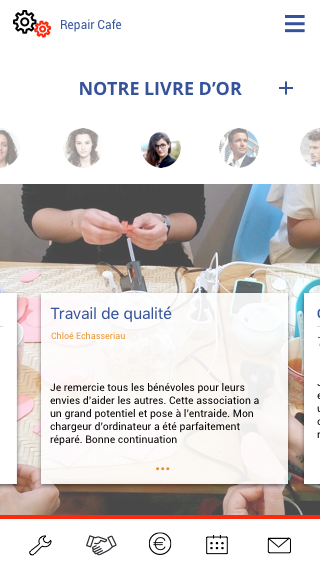 Repair Cafe
NOTRE LIVRE D'OR
Travail de qualité
Chloé Echasseriau
Je remercie tous les bénévoles pour leurs
envies d'aider les autres. Cette association a
un grand potentiel et pose à l'entraide. Mon
chargeur d'ordinateur a été parfaitement
réparé. Bonne continuation